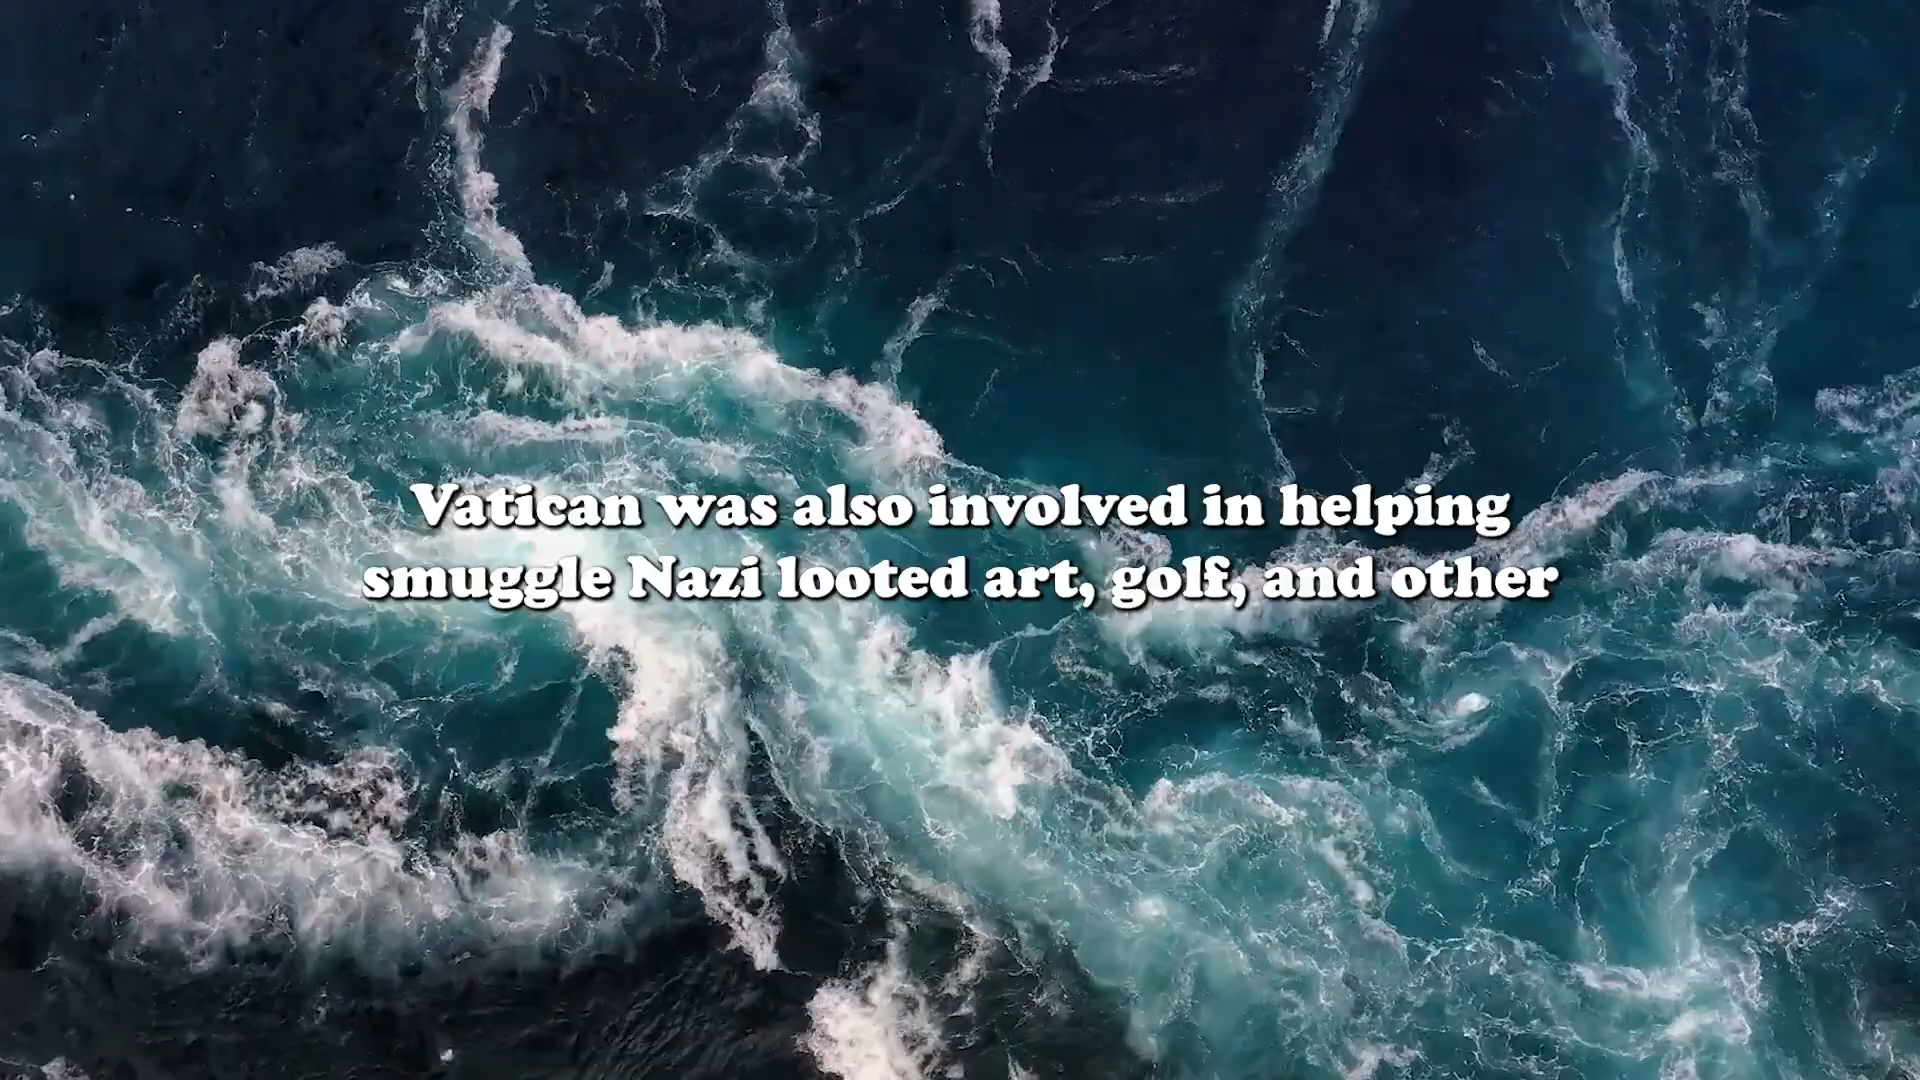 Vatican was also involved in helping
smuggle Nazi looted art, golf, and other